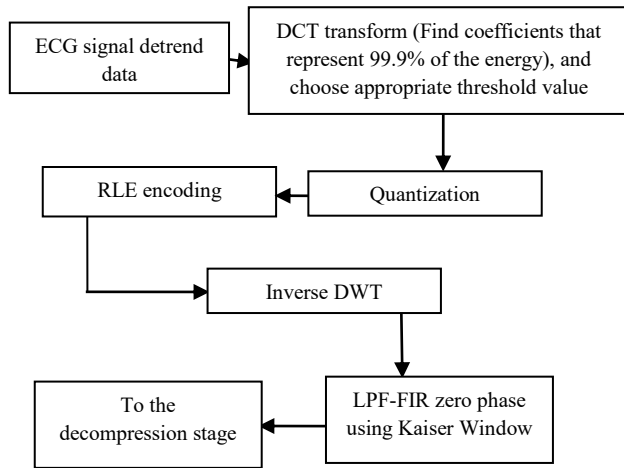 ECG signal detrend
data
DCT transform (Find coefficients that
represent 99.9% of the energy), and
choose appropriate threshold value
Quantization
RLE encoding
Inverse DWT
LPF-FIR zero phase
using Kaiser Window
To the
decompression stage